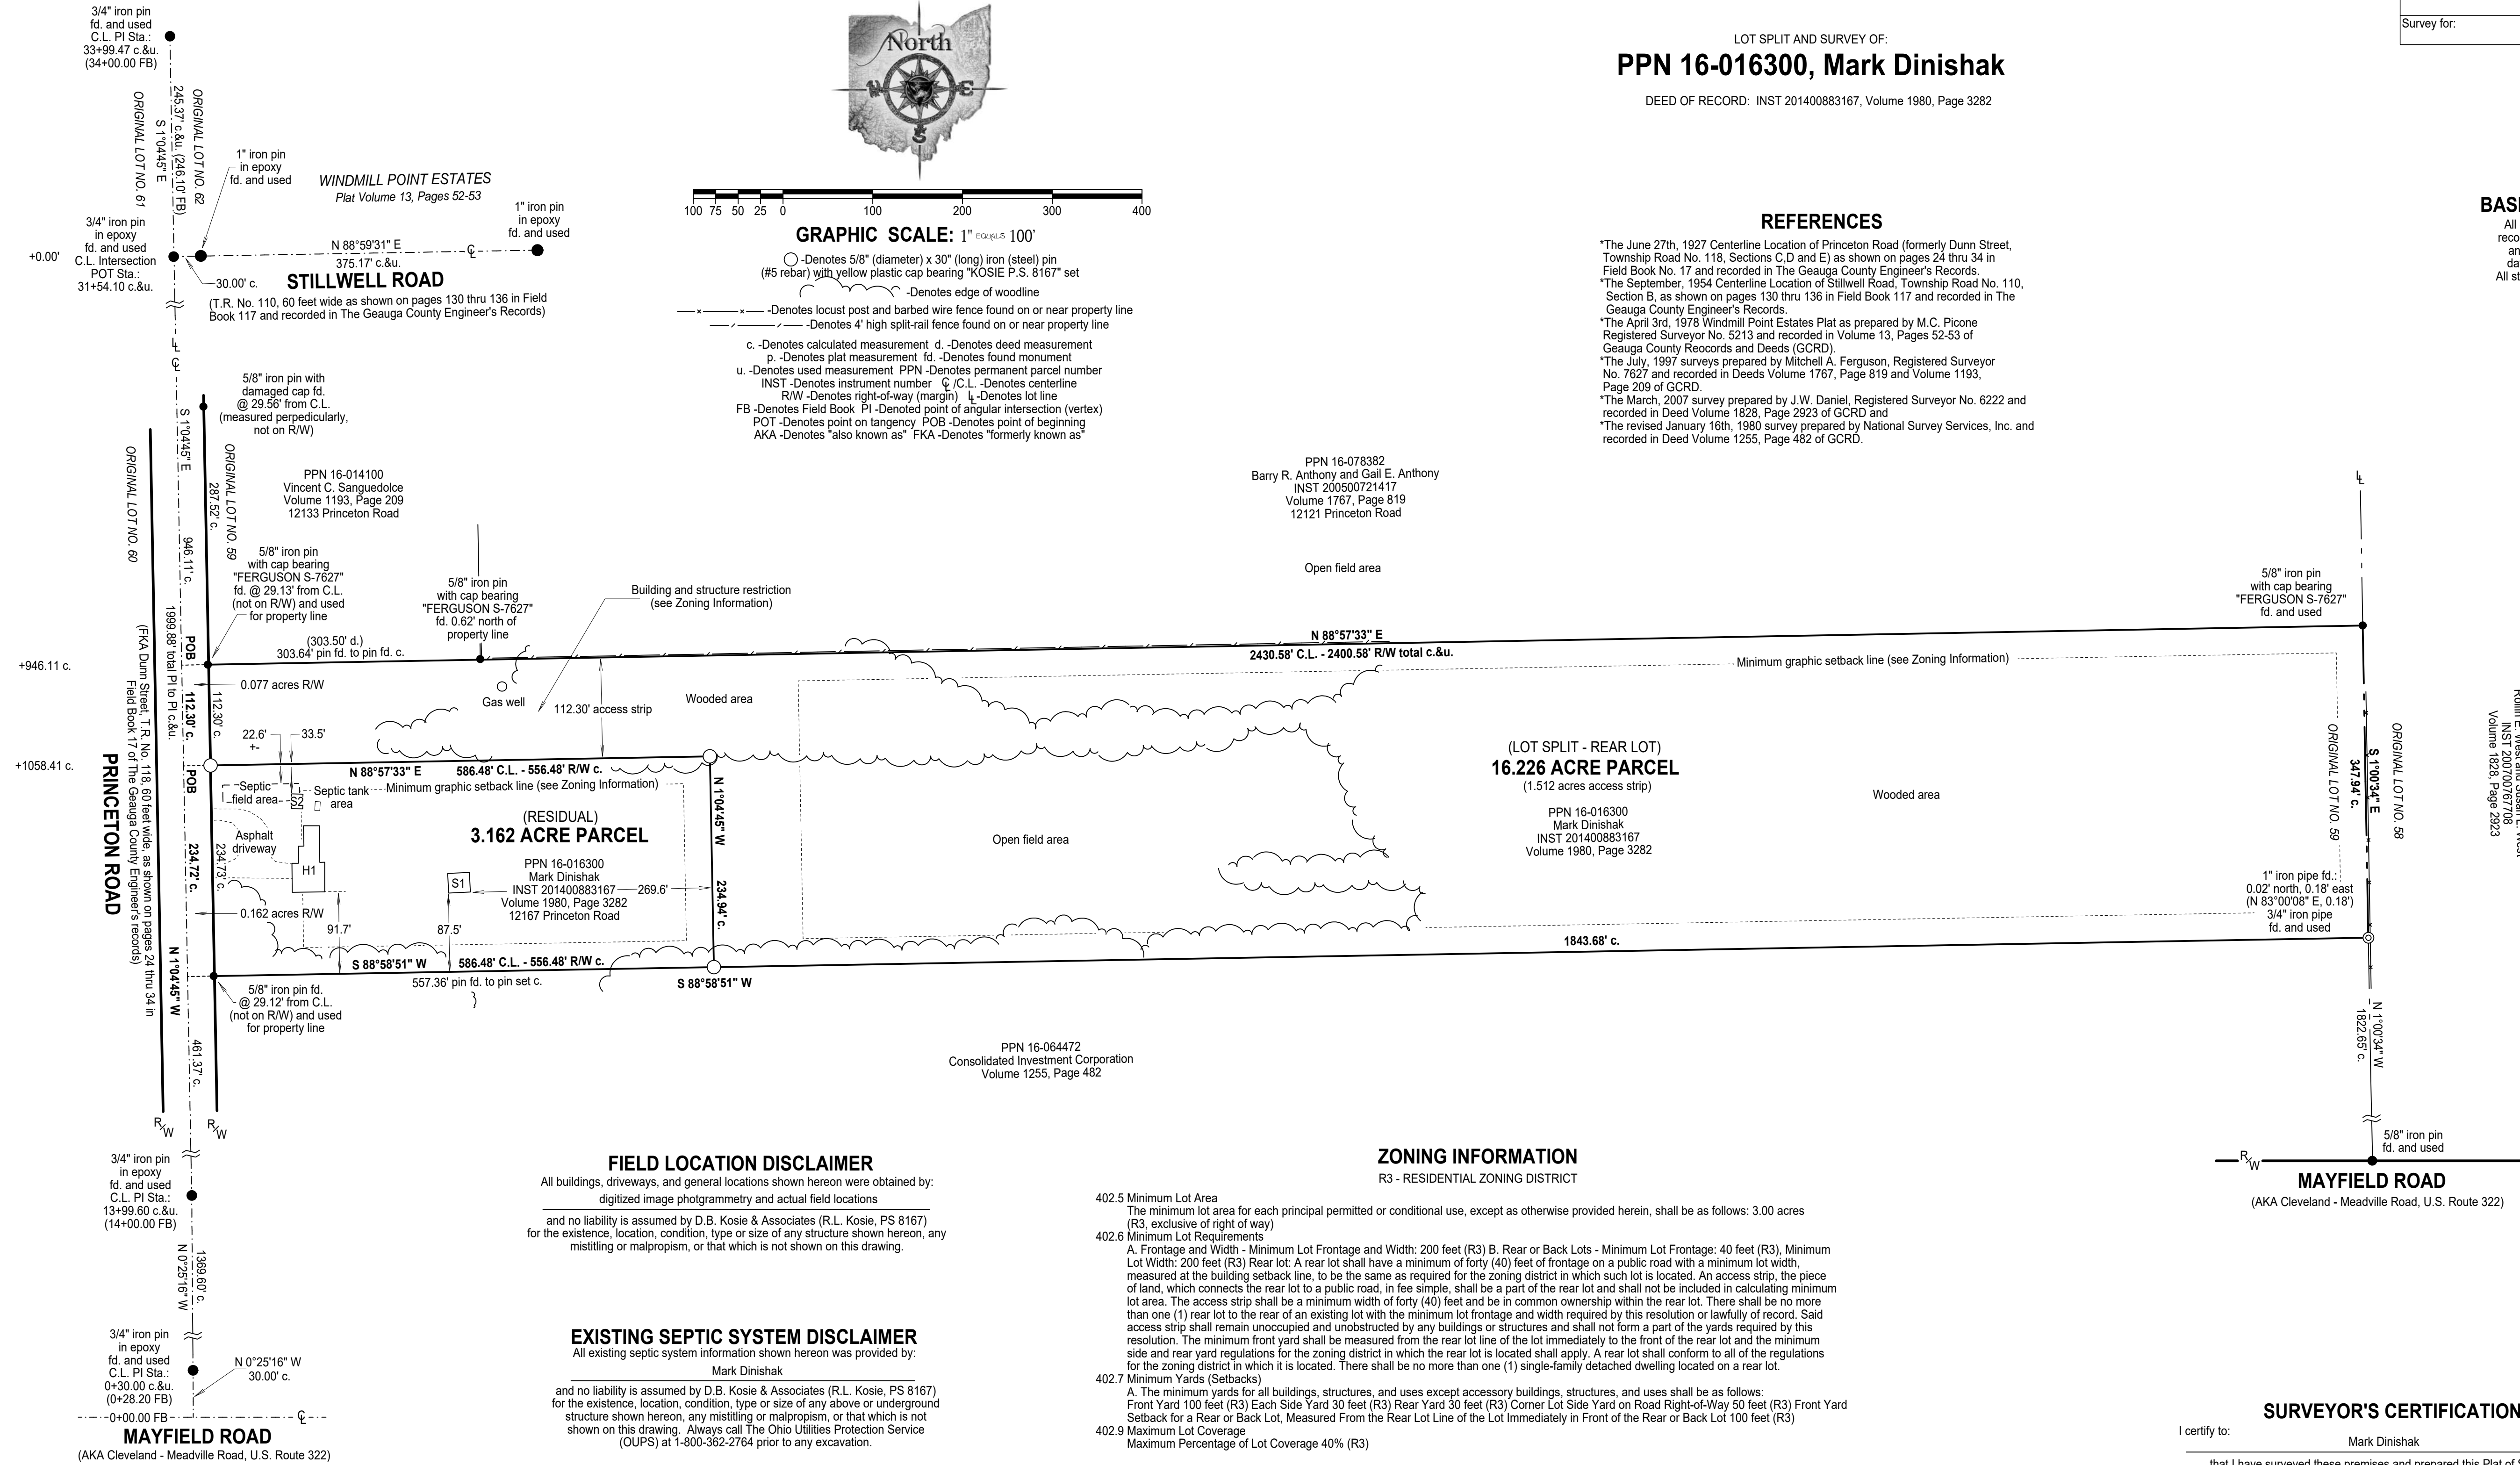 3/4" iron pin
fd. and used
C.L. PI Sta.:
33+99.47 c.&u.
(34+00.00 FB)
ORIGINAL LOT NO. 61
S 1°04'45" E
245.37' c.&u. (246.10' FB)
ORIGINAL LOT NO. 62
1" iron pin
in epoxy
fd. and used
WINDMILL POINT ESTATES
Plat Volume 13, Pages 52-53
1" iron pin
in epoxy
fd. and used
3/4" iron pin
in epoxy
fd. and used
C.L. Intersection
POT Sta.:
31+54.10 c.&u.
+0.00'
N 88°59'31" E
375.17' c.&u.
30.00' c.
STILLWELL ROAD
(T.R. No. 110, 60 feet wide as shown on pages 130 thru 136 in Field
Book 117 and recorded in The Geauga County Engineer's Records)
North
E
S
100 75 50 25 0 100 200 300 400
GRAPHIC SCALE: 1" EQUALS 100'
-Denotes 5/8" (diameter) x 30" (long) iron (steel) pin
(#5 rebar) with yellow plastic cap bearing "KOSIE P.S. 8167" set
-Denotes edge of woodline
-Denotes locust post and barbed wire fence found on or near property line
-Denotes 4' high split-rail fence found on or near property line
c. -Denotes calculated measurement d. -Denotes deed measurement
p. -Denotes plat measurement fd. -Denotes found monument
u. -Denotes used measurement PPN -Denotes permanent parcel number
INST -Denotes instrument number ℄ /C.L. -Denotes centerline
R/W -Denotes right-of-way (margin) LL -Denotes lot line
FB -Denotes Field Book PI -Denoted point of angular intersection (vertex)
POT -Denotes point on tangency POB -Denotes point of beginning
AKA -Denotes "also known as" FKA -Denotes "formerly known as"
LOT SPLIT AND SURVEY OF:
PPN 16-016300, Mark Dinishak
DEED OF RECORD: INST 201400883167, Volume 1980, Page 3282
Survey for:
REFERENCES
*The June 27th, 1927 Centerline Location of Princeton Road (formerly Dunn Street,
Township Road No. 118, Sections C,D and E) as shown on pages 24 thru 34 in
Field Book No. 17 and recorded in The Geauga County Engineer's Records.
*The September, 1954 Centerline Location of Stillwell Road, Township Road No. 110,
Section B, as shown on pages 130 thru 136 in Field Book 117 and recorded in The
Geauga County Engineer's Records.
*The April 3rd, 1978 Windmill Point Estates Plat as prepared by M.C. Picone
Registered Surveyor No. 5213 and recorded in Volume 13, Pages 52-53 of
Geauga County Reocords and Deeds (GCRD).
*The July, 1997 surveys prepared by Mitchell A. Ferguson, Registered Surveyor
No. 7627 and recorded in Deeds Volume 1767, Page 819 and Volume 1193,
Page 209 of GCRD.
*The March, 2007 survey prepared by J.W. Daniel, Registered Surveyor No. 6222 and
recorded in Deed Volume 1828, Page 2923 of GCRD and
*The revised January 16th, 1980 survey prepared by National Survey Services, Inc. and
recorded in Deed Volume 1255, Page 482 of GCRD.
BAS
All
reco
an
da
All st
5/8" iron pin with
damaged cap fd.
@ 29.56' from C.L.
(measured perpedicularly,
not on R/W)
S 1°04'45" E
946.11' c.
287.52' c.
ORIGINAL LOT NO. 59
ORIGINAL LOT NO. 60
PPN 16-014100
Vincent C. Sanguedolce
Volume 1193, Page 209
12133 Princeton Road
PPN 16-078382
Barry R. Anthony and Gail E. Anthony
INST 200500721417
Volume 1767, Page 819
12121 Princeton Road
Open field area
5/8" iron pin
with cap bearing
"FERGUSON S-7627"
fd. @ 29.13' from C.L.
(not on R/W) and used
for property line
5/8" iron pin
with cap bearing
"FERGUSON S-7627"
fd. 0.62' north of
property line
Building and structure restriction
(see Zoning Information)
5/8" iron pin
with cap bearing
"FERGUSON S-7627"
fd. and used
(303.50' d.)
303.64' pin fd. to pin fd. c.
N 88°57'33" E
2430.58' C.L. - 2400.58' R/W total c.&u.
Minimum graphic setback line (see Zoning Information)
+946.11 c.
POB
1999.88' total PI to PI c.&u.
0.077 acres R/W
112.30' c.
112.30' c.
Gas well
112.30' access strip
Wooded area
22.6'
+-
33.5'
+1058.41 c.
POB
N 88°57'33" E
586.48' C.L. - 556.48' R/W c.
Septic
field area
S2
Septic tank
area
Minimum graphic setback line (see Zoning Information)
PRINCETON ROAD
(FKA Dunn Street, T.R. No. 118, 60 feet wide, as shown on pages 24 thru 34 in
Field Book 17 of The Geauga County Engineer's records)
(RESIDUAL)
3.162 ACRE PARCEL
PPN 16-016300
Mark Dinishak
INST 201400883167
Volume 1980, Page 3282
12167 Princeton Road
Asphalt
driveway
H1
S1
269.6'
234.72' c.
234.73' c.
0.162 acres R/W
91.7'
87.5'
N 1°04'45" W
234.94' c.
Open field area
(LOT SPLIT - REAR LOT)
16.226 ACRE PARCEL
(1.512 acres access strip)
PPN 16-016300
Mark Dinishak
INST 201400883167
Volume 1980, Page 3282
Wooded area
ORIGINAL LOT NO. 59
347.94' c.
S 1°00'34" E
ORIGINAL LOT NO. 58
INST 200700767708
Volume 1828, Page 2923
1" iron pipe fd.:
0.02' north, 0.18' east
(N 83°00'08" E, 0.18')
3/4" iron pipe
fd. and used
S 88°58'51" W
586.48' C.L. - 556.48' R/W c.
557.36' pin fd. to pin set c.
S 88°58'51" W
1843.68' c.
N 1°04'45" W
5/8" iron pin fd.
@ 29.12' from C.L.
(not on R/W) and used
for property line
461.37' c.
R/W
R/W
PPN 16-064472
Consolidated Investment Corporation
Volume 1255, Page 482
N 1°00'34" W
1822.65' c.
5/8" iron pin
fd. and used
R/W
MAYFIELD ROAD
(AKA Cleveland - Meadville Road, U.S. Route 322)
3/4" iron pin
in epoxy
fd. and used
C.L. PI Sta.:
13+99.60 c.&u.
(14+00.00 FB)
N 0°25'16" W
1369.60' c.
3/4" iron pin
in epoxy
fd. and used
C.L. PI Sta.:
0+30.00 c.&u.
(0+28.20 FB)
N 0°25'16" W
30.00' c.
0+00.00 FB
MAYFIELD ROAD
(AKA Cleveland - Meadville Road, U.S. Route 322)
FIELD LOCATION DISCLAIMER
All buildings, driveways, and general locations shown hereon were obtained by:
digitized image photgrammetry and actual field locations
and no liability is assumed by D.B. Kosie & Associates (R.L. Kosie, PS 8167)
for the existence, location, condition, type or size of any structure shown hereon, any
mistitling or malpropism, or that which is not shown on this drawing.
EXISTING SEPTIC SYSTEM DISCLAIMER
All existing septic system information shown hereon was provided by:
Mark Dinishak
and no liability is assumed by D.B. Kosie & Associates (R.L. Kosie, PS 8167)
for the existence, location, condition, type or size of any above or underground
structure shown hereon, any mistitling or malpropism, or that which is not
shown on this drawing. Always call The Ohio Utilities Protection Service
(OUPS) at 1-800-362-2764 prior to any excavation.
ZONING INFORMATION
R3 - RESIDENTIAL ZONING DISTRICT
402.5 Minimum Lot Area
The minimum lot area for each principal permitted or conditional use, except as otherwise provided herein, shall be as follows: 3.00 acres
(R3, exclusive of right of way)
402.6 Minimum Lot Requirements
A. Frontage and Width - Minimum Lot Frontage and Width: 200 feet (R3) B. Rear or Back Lots - Minimum Lot Frontage: 40 feet (R3), Minimum
Lot Width: 200 feet (R3) Rear lot: A rear lot shall have a minimum of forty (40) feet of frontage on a public road with a minimum lot width,
measured at the building setback line, to be the same as required for the zoning district in which such lot is located. An access strip, the piece
of land, which connects the rear lot to a public road, in fee simple, shall be a part of the rear lot and shall not be included in calculating minimum
lot area. The access strip shall be a minimum width of forty (40) feet and be in common ownership within the rear lot. There shall be no more
than one (1) rear lot to the rear of an existing lot with the minimum lot frontage and width required by this resolution or lawfully of record. Said
access strip shall remain unoccupied and unobstructed by any buildings or structures and shall not form a part of the yards required by this
resolution. The minimum front yard shall be measured from the rear lot line of the lot immediately to the front of the rear lot and the minimum
side and rear yard regulations for the zoning district in which the rear lot is located shall apply. A rear lot shall conform to all of the regulations
for the zoning district in which it is located. There shall be no more than one (1) single-family detached dwelling located on a rear lot.
402.7 Minimum Yards (Setbacks)
A. The minimum yards for all buildings, structures, and uses except accessory buildings, structures, and uses shall be as follows:
Front Yard 100 feet (R3) Each Side Yard 30 feet (R3) Rear Yard 30 feet (R3) Corner Lot Side Yard on Road Right-of-Way 50 feet (R3) Front Yard
Setback for a Rear or Back Lot, Measured From the Rear Lot Line of the Lot Immediately in Front of the Rear or Back Lot 100 feet (R3)
402.9 Maximum Lot Coverage
Maximum Percentage of Lot Coverage 40% (R3)
SURVEYOR'S CERTIFICATION
I certify to:
Mark Dinishak
that I have surveyed these premises and prepared this Plat of